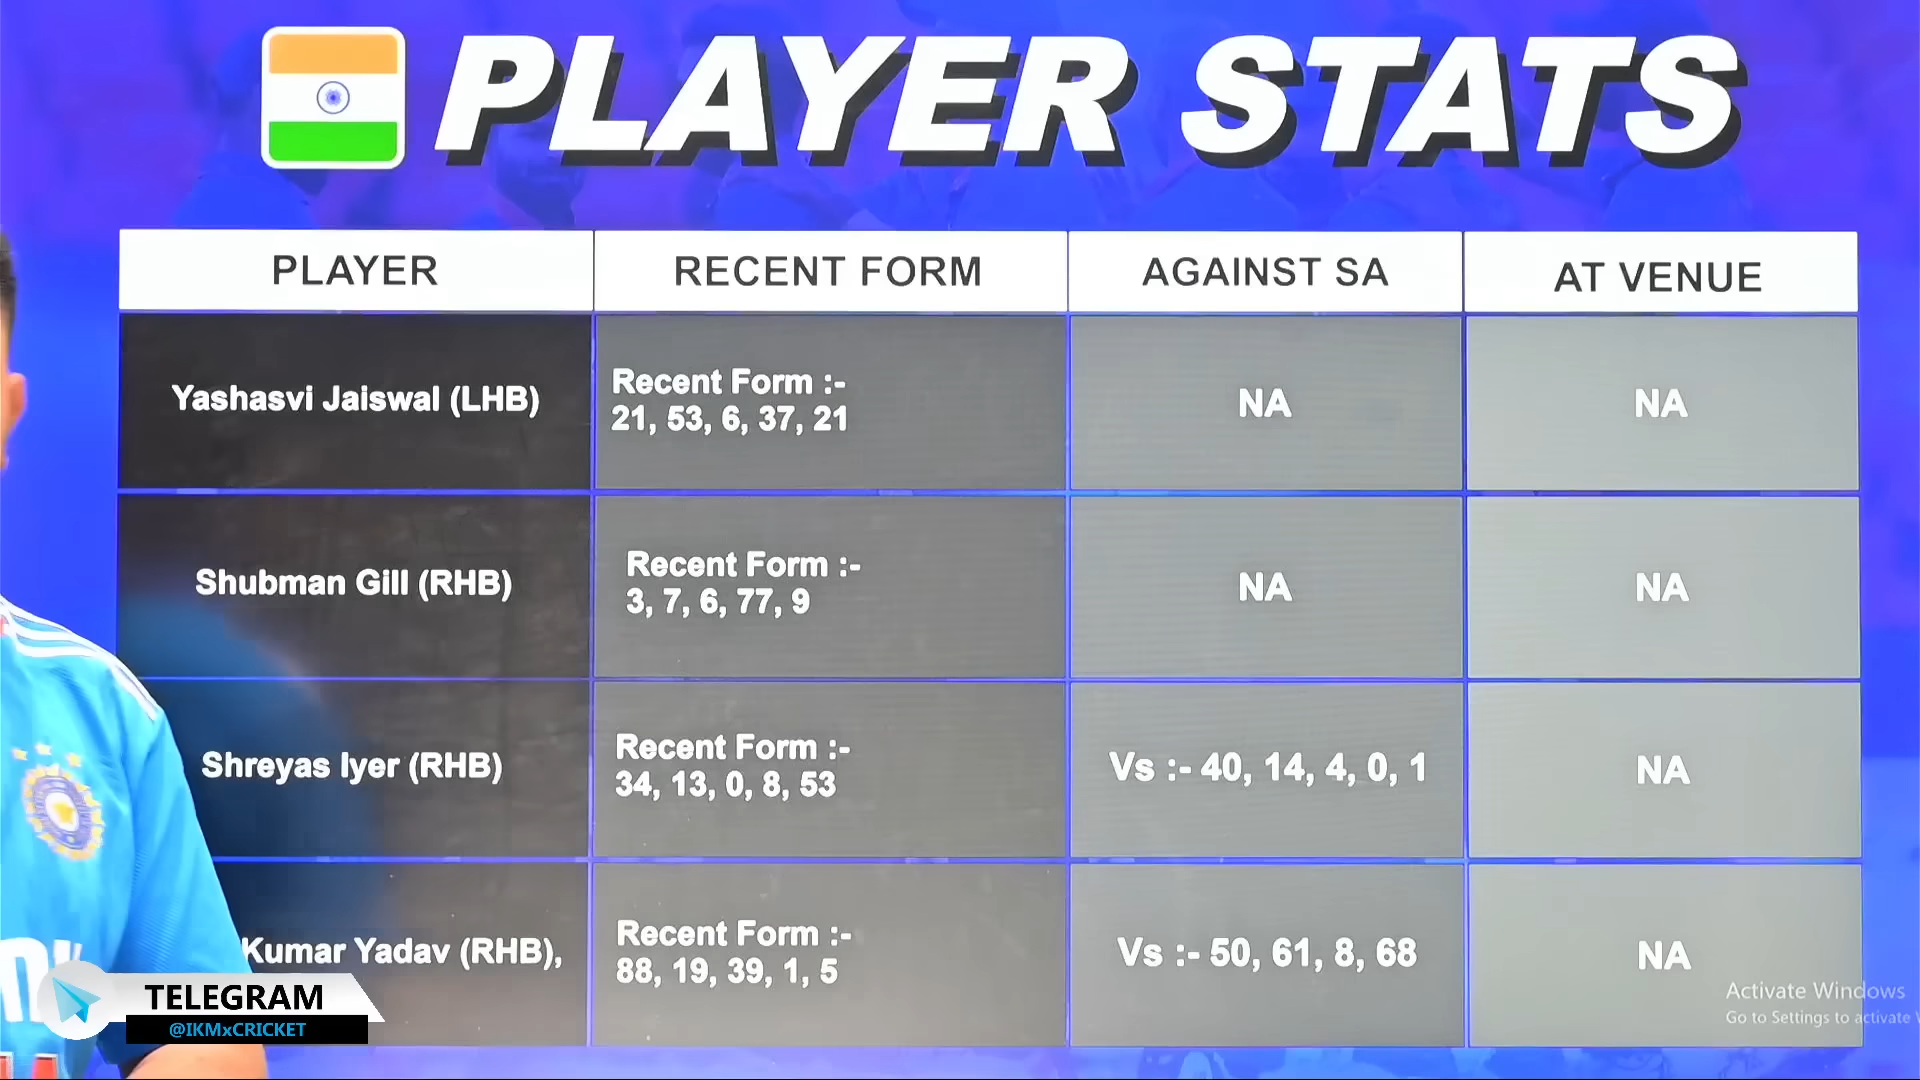 PLAYER STATS
PLAYER
RECENT FORM
AGAINST SA
AT VENUE
Yashasvi Jaiswal (LHB)
Recent Form :-
21, 53, 6, 37, 21
NA
NA
Shubman Gill (RHB)
Recent Form :-
3, 7, 6, 77, 9
NA
NA
Shreyas Iyer (RHB)
Recent Form :-
34, 13, 0, 8, 53
Vs :- 40, 14, 4, 0, 1
NA
Kumar Yadav (RHB),
Recent Form :-
88, 19, 39, 1, 5
Vs :- 50, 61, 8, 68
NA
TELEGRAM
@IKMxCRICKET
Activate Windows
Go to Settings to activate